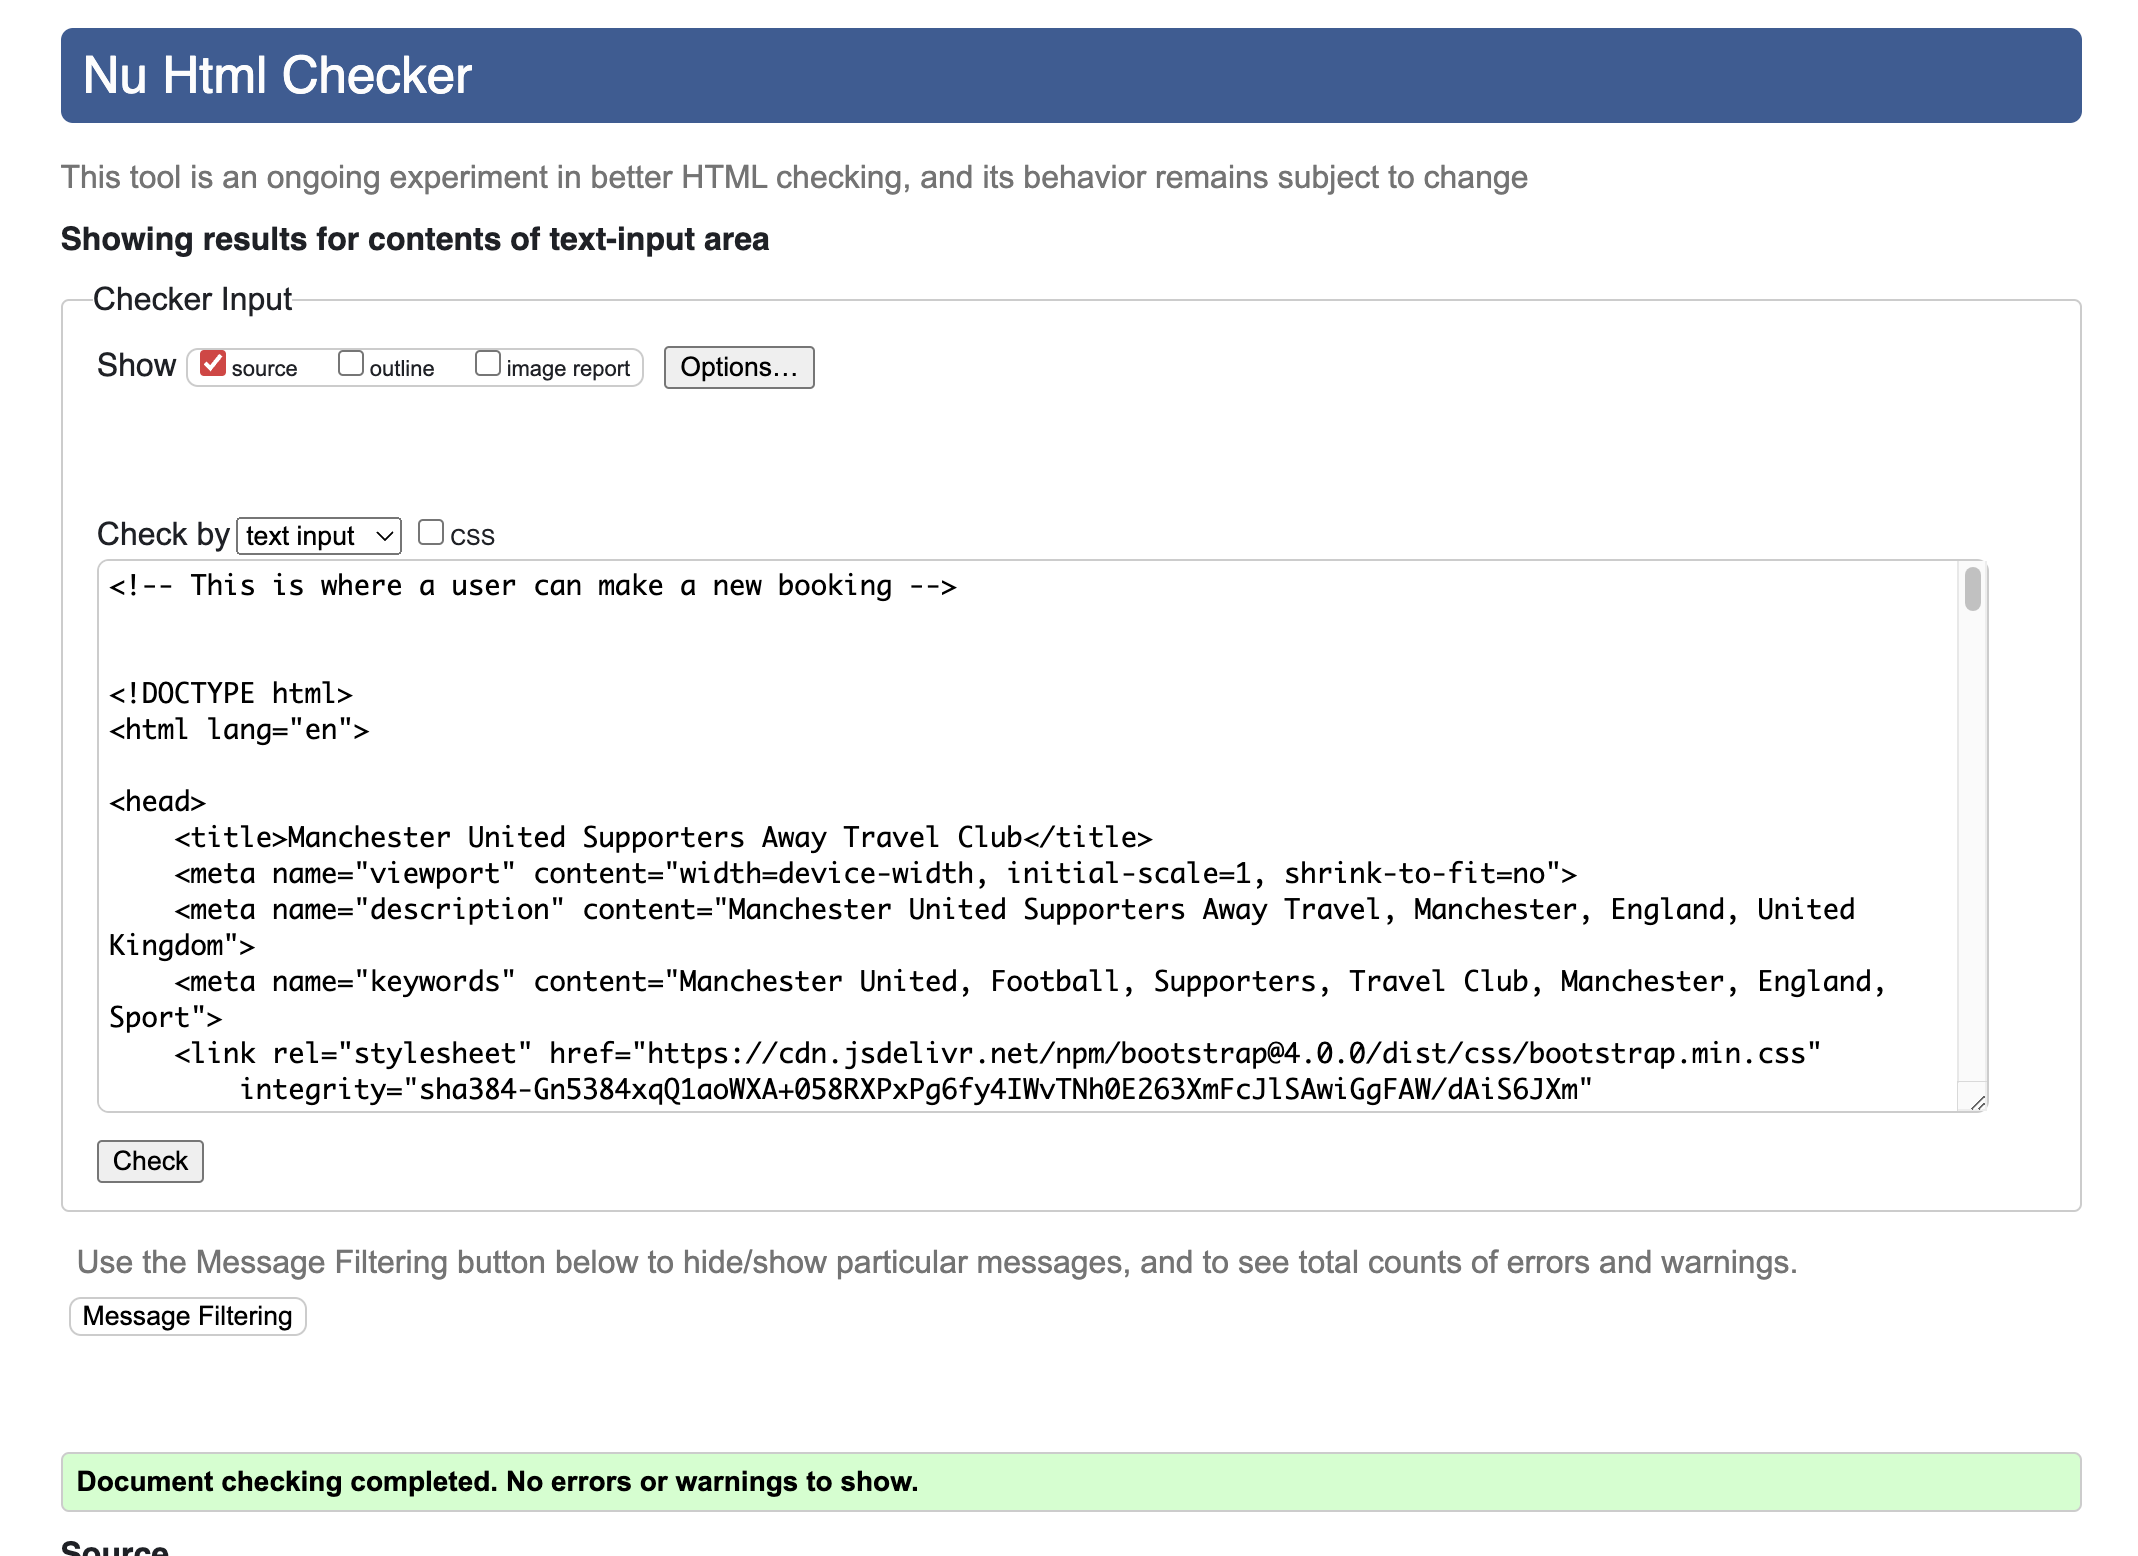 Nu Html Checker
This tool is an ongoing experiment in better HTML checking, and its behavior remains subject to change
Showing results for contents of text-input area
Checker Input
Show source outline image report Options...
Check by text input css
<!-- This is where a user can make a new booking -->
<!DOCTYPE html>
<html lang="en">
<head>
    <title>Manchester United Supporters Away Travel Club</title>
    <meta name="viewport" content="width=device-width, initial-scale=1, shrink-to-fit=no">
    <meta name="description" content="Manchester United Supporters Away Travel, Manchester, England, United
Kingdom">
    <meta name="keywords" content="Manchester United, Football, Supporters, Travel Club, Manchester, England,
Sport">
    <link rel="stylesheet" href="https://cdn.jsdelivr.net/npm/bootstrap@4.0.0/dist/css/bootstrap.min.css"
        integrity="sha384-Gn5384xqQ1aoWXA+058RXPxPg6fy4IWvTNh0E263XmFcJlSAwiGgFAW/dAiS6JXm"
Check
Use the Message Filtering button below to hide/show particular messages, and to see total counts of errors and warnings.
Message Filtering
Document checking completed. No errors or warnings to show.
Source